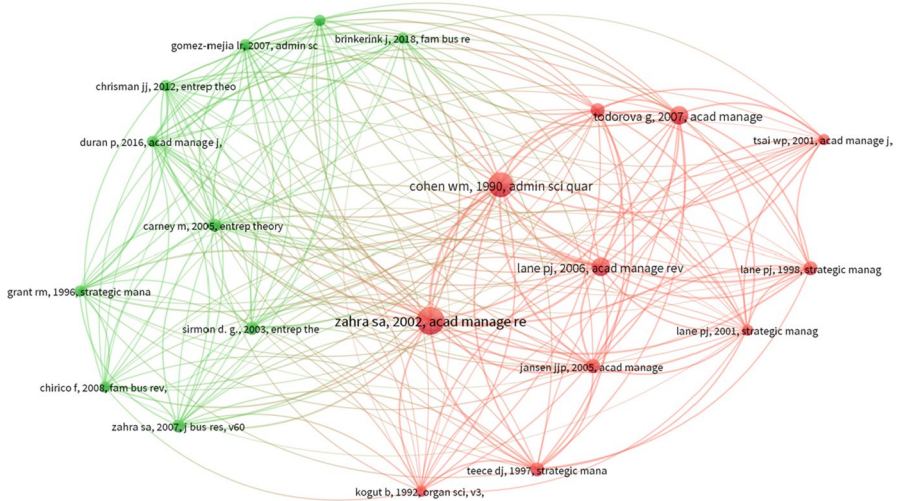 brinkerink j, 2018, fam bus re
gomez-mejia lr, 2007, admin sc
chrisman jj, 2012, entrep theo
todorova g, 2007, acad manage
duran p, 2016, acad manage j,
tsai wp, 2001, acad manage j,
cohen wm, 1990, admin sci quar
carney m, 2005, entrep theory
lane pj, 2006, acad manage rev
lane pj, 1998, strategic manag
grant rm, 1996, strategic mana
zahra sa, 2002, acad manage re
sirmon d. g., 2003, entrep the
lane pj, 2001, strategic manag
jansen jjp, 2005, acad manage
chirico f, 2008, fam bus rev,
zahra sa, 2007, j bus res, v60
teece dj, 1997, strategic mana
kogut b, 1992, organ sci, v3,